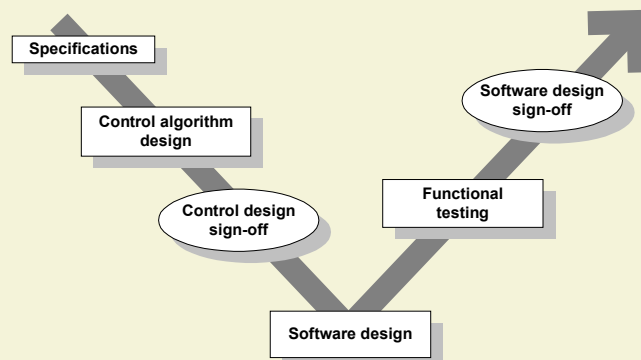 Specifications
Control algorithm
design
Control design
sign-off
Software design
Functional
testing
Software design
sign-off